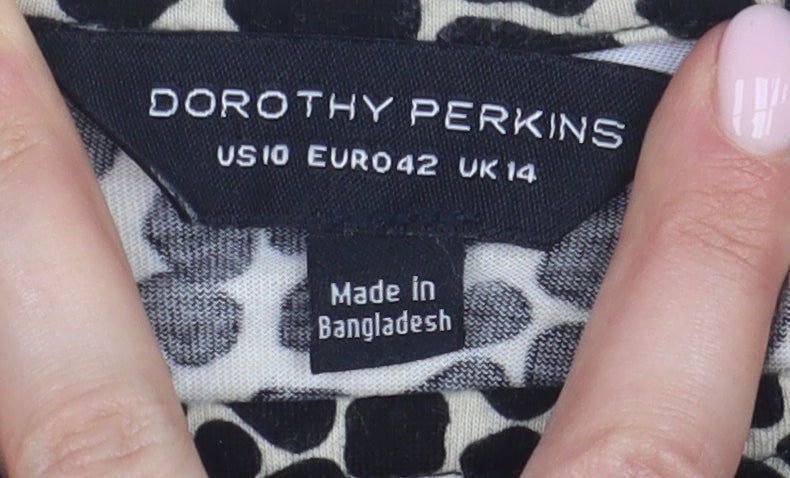 DOROTHY PERKINS
US10 EURO42 UK14
Made in
Bangladesh